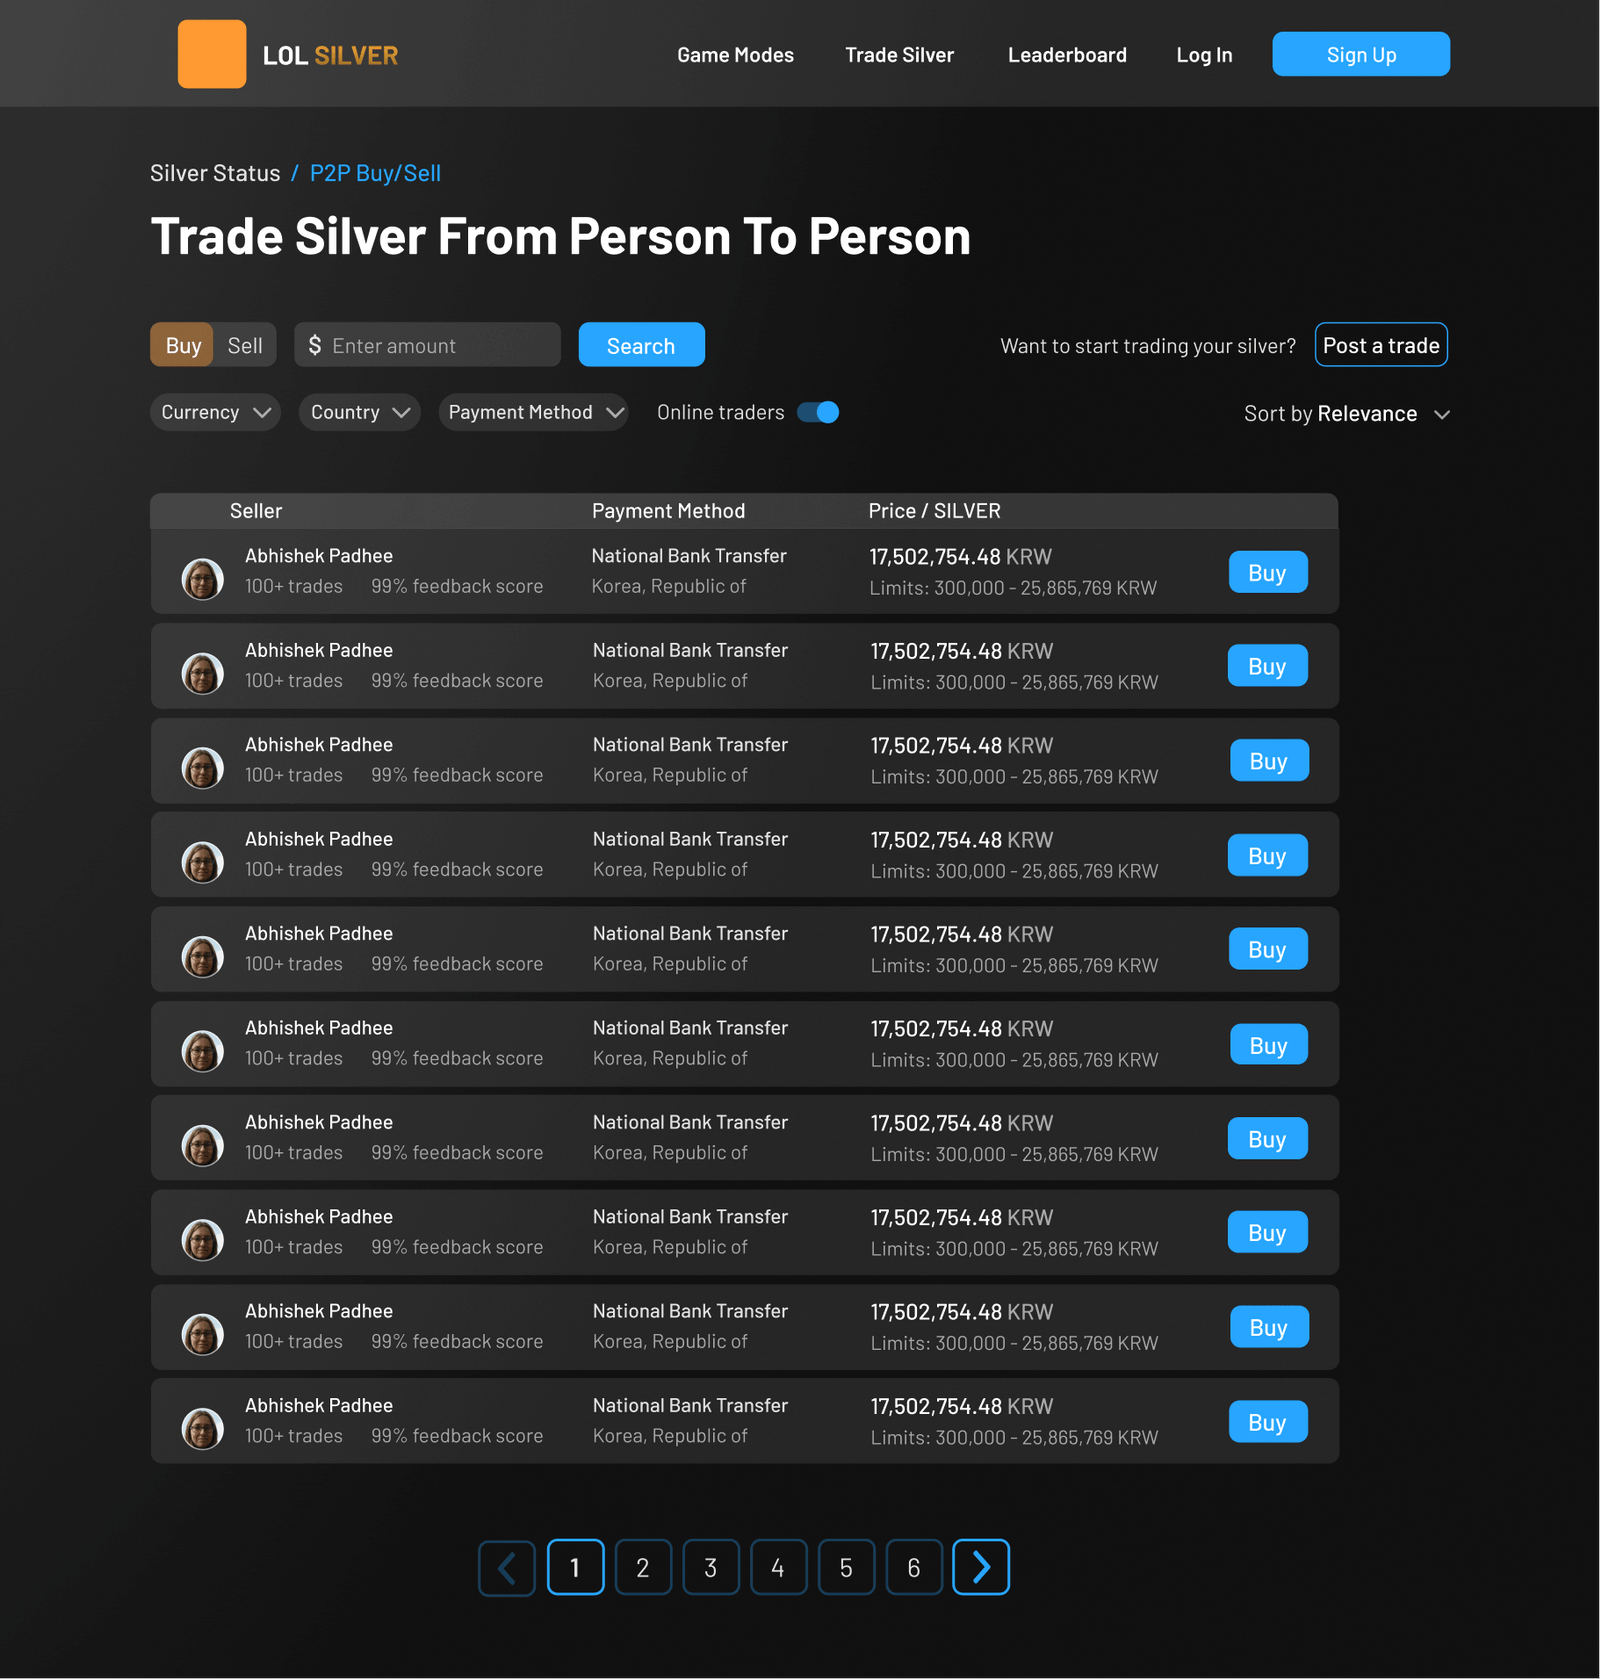 LOL SILVER
Game Modes
Trade Silver
Leaderboard
Log In
Sign Up
Silver Status / P2P Buy/Sell
Trade Silver From Person To Person
Buy Sell $ Enter amount Search
Want to start trading your silver? Post a trade
Currency Country Payment Method Online traders
Sort by Relevance
Seller Payment Method Price / SILVER
Abhishek Padhee National Bank Transfer 17,502,754.48 KRW
100+ trades 99% feedback score Korea, Republic of Limits: 300,000 - 25,865,769 KRW
Buy
Abhishek Padhee National Bank Transfer 17,502,754.48 KRW
100+ trades 99% feedback score Korea, Republic of Limits: 300,000 - 25,865,769 KRW
Buy
Abhishek Padhee National Bank Transfer 17,502,754.48 KRW
100+ trades 99% feedback score Korea, Republic of Limits: 300,000 - 25,865,769 KRW
Buy
Abhishek Padhee National Bank Transfer 17,502,754.48 KRW
100+ trades 99% feedback score Korea, Republic of Limits: 300,000 - 25,865,769 KRW
Buy
Abhishek Padhee National Bank Transfer 17,502,754.48 KRW
100+ trades 99% feedback score Korea, Republic of Limits: 300,000 - 25,865,769 KRW
Buy
Abhishek Padhee National Bank Transfer 17,502,754.48 KRW
100+ trades 99% feedback score Korea, Republic of Limits: 300,000 - 25,865,769 KRW
Buy
Abhishek Padhee National Bank Transfer 17,502,754.48 KRW
100+ trades 99% feedback score Korea, Republic of Limits: 300,000 - 25,865,769 KRW
Buy
Abhishek Padhee National Bank Transfer 17,502,754.48 KRW
100+ trades 99% feedback score Korea, Republic of Limits: 300,000 - 25,865,769 KRW
Buy
Abhishek Padhee National Bank Transfer 17,502,754.48 KRW
100+ trades 99% feedback score Korea, Republic of Limits: 300,000 - 25,865,769 KRW
Buy
Abhishek Padhee National Bank Transfer 17,502,754.48 KRW
100+ trades 99% feedback score Korea, Republic of Limits: 300,000 - 25,865,769 KRW
Buy
1 2 3 4 5 6